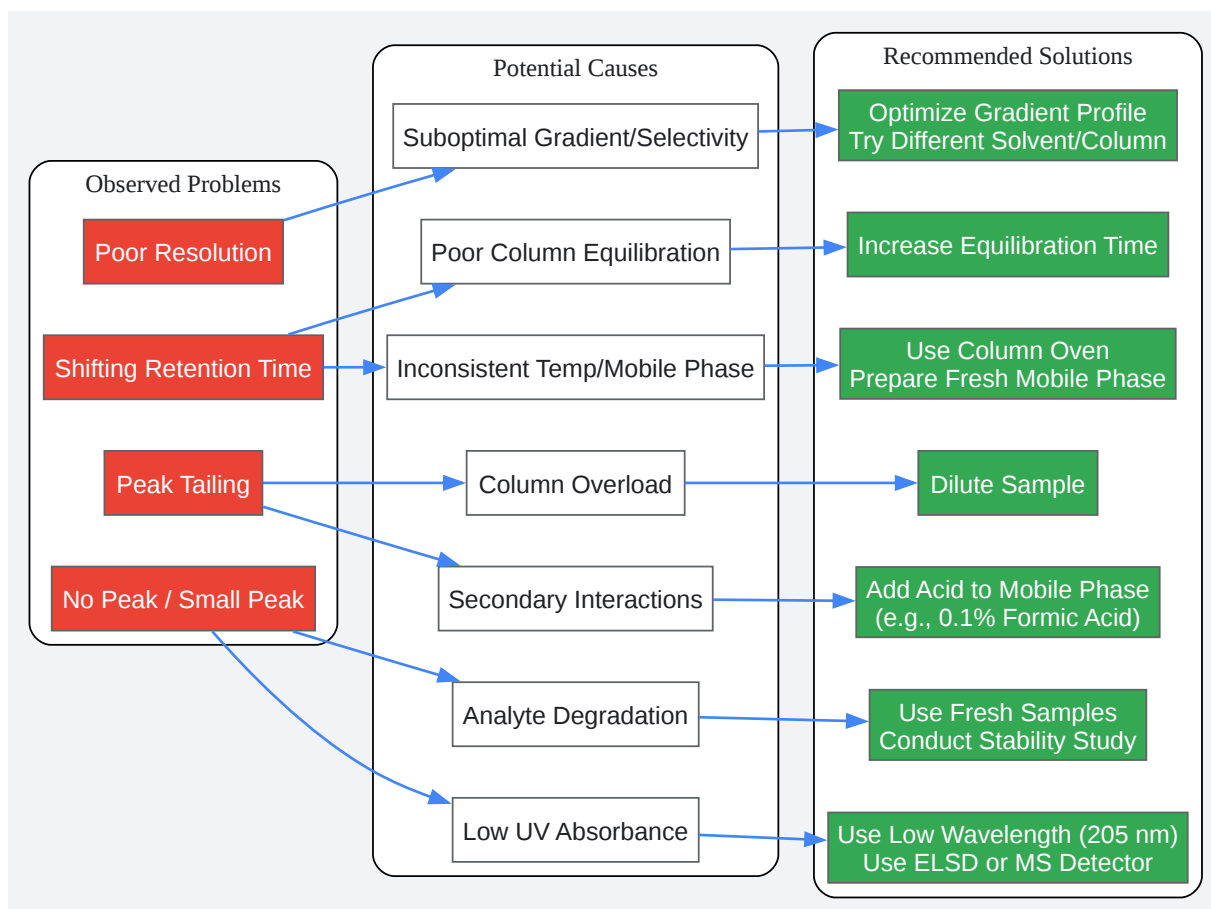 Observed Problems
Poor Resolution
Shifting Retention Time
Peak Tailing
No Peak / Small Peak
Potential Causes
Suboptimal Gradient/Selectivity
Poor Column Equilibration
Inconsistent Temp/Mobile Phase
Column Overload
Secondary Interactions
Analyte Degradation
Low UV Absorbance
Recommended Solutions
Optimize Gradient Profile
Try Different Solvent/Column
Increase Equilibration Time
Use Column Oven
Prepare Fresh Mobile Phase
Dilute Sample
Add Acid to Mobile Phase
(e.g., 0.1% Formic Acid)
Use Fresh Samples
Conduct Stability Study
Use Low Wavelength (205 nm)
Use ELSD or MS Detector